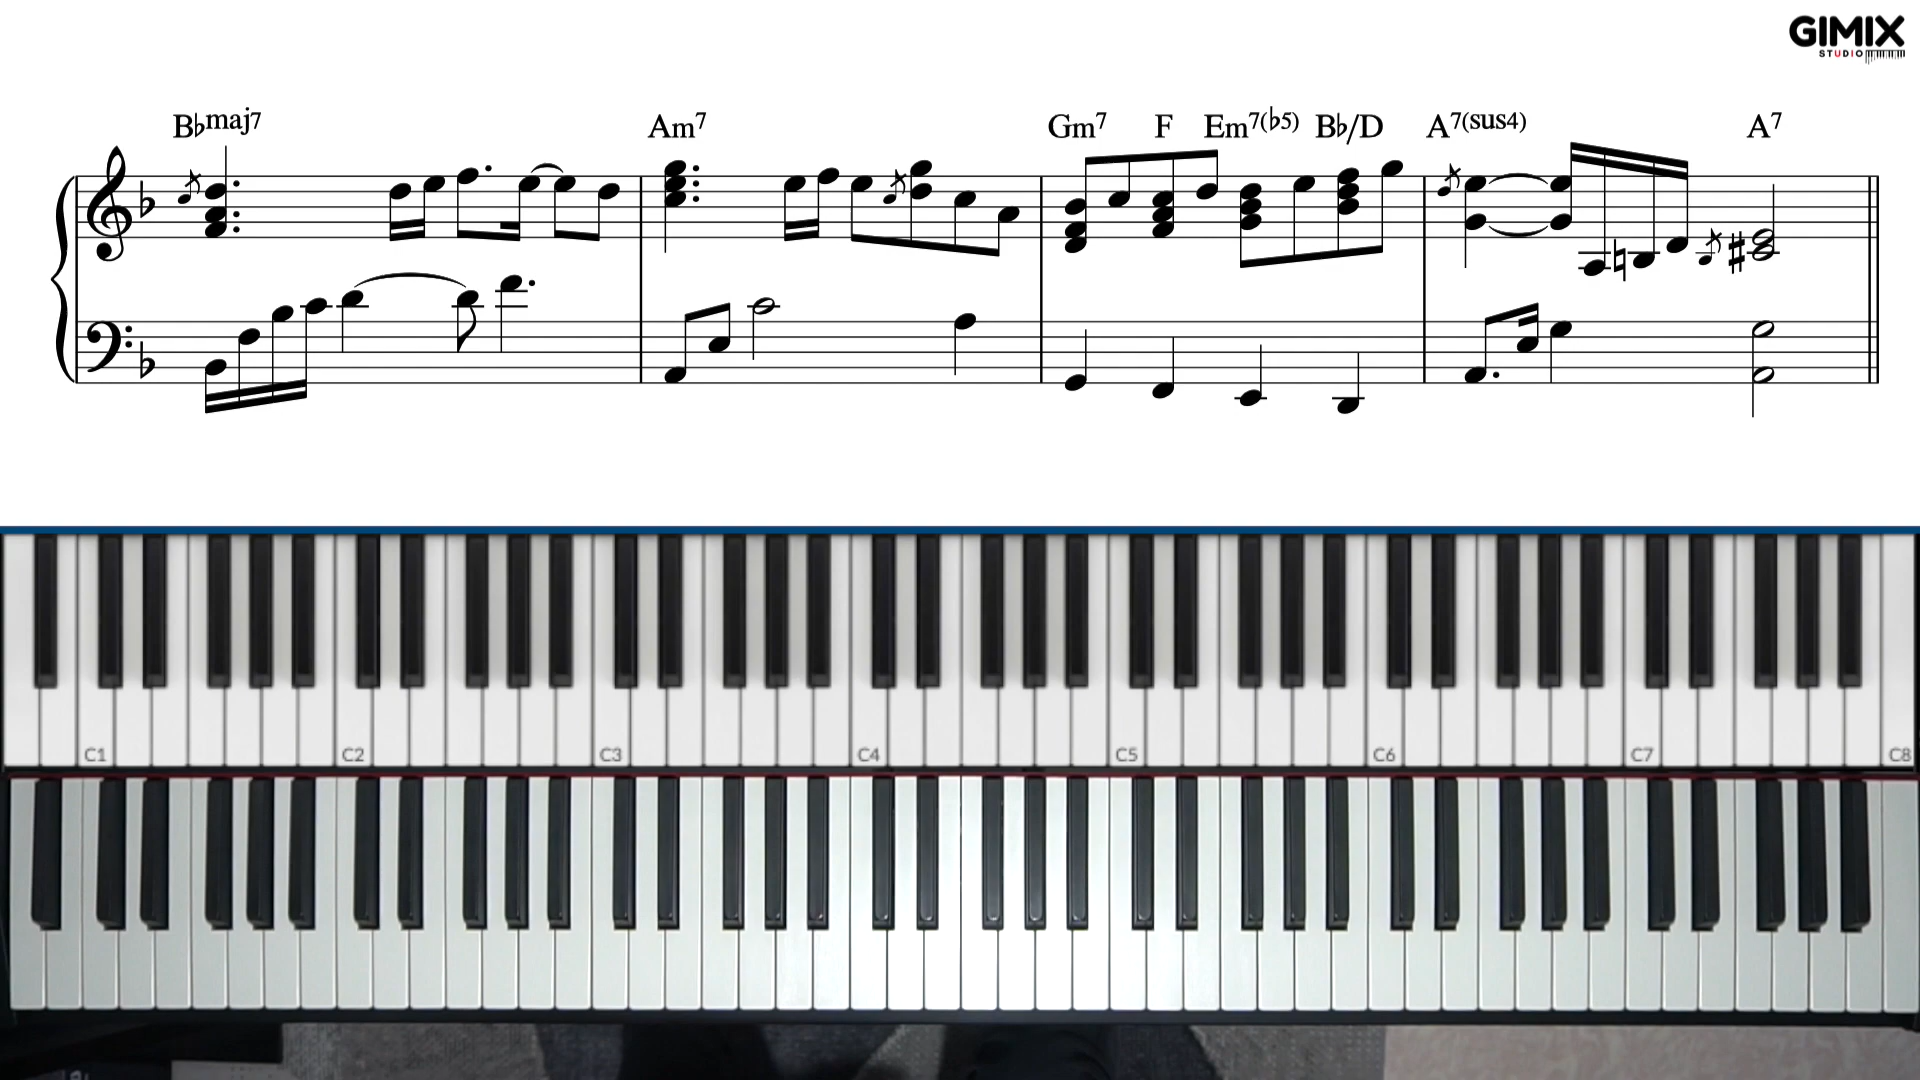 GIMIX
STUDIO
B♭maj7 Am7 Gm7 F Em7(♭5) B♭/D A7(sus4) A7
C1 C2 C3 C4 C5 C6 C7 C8